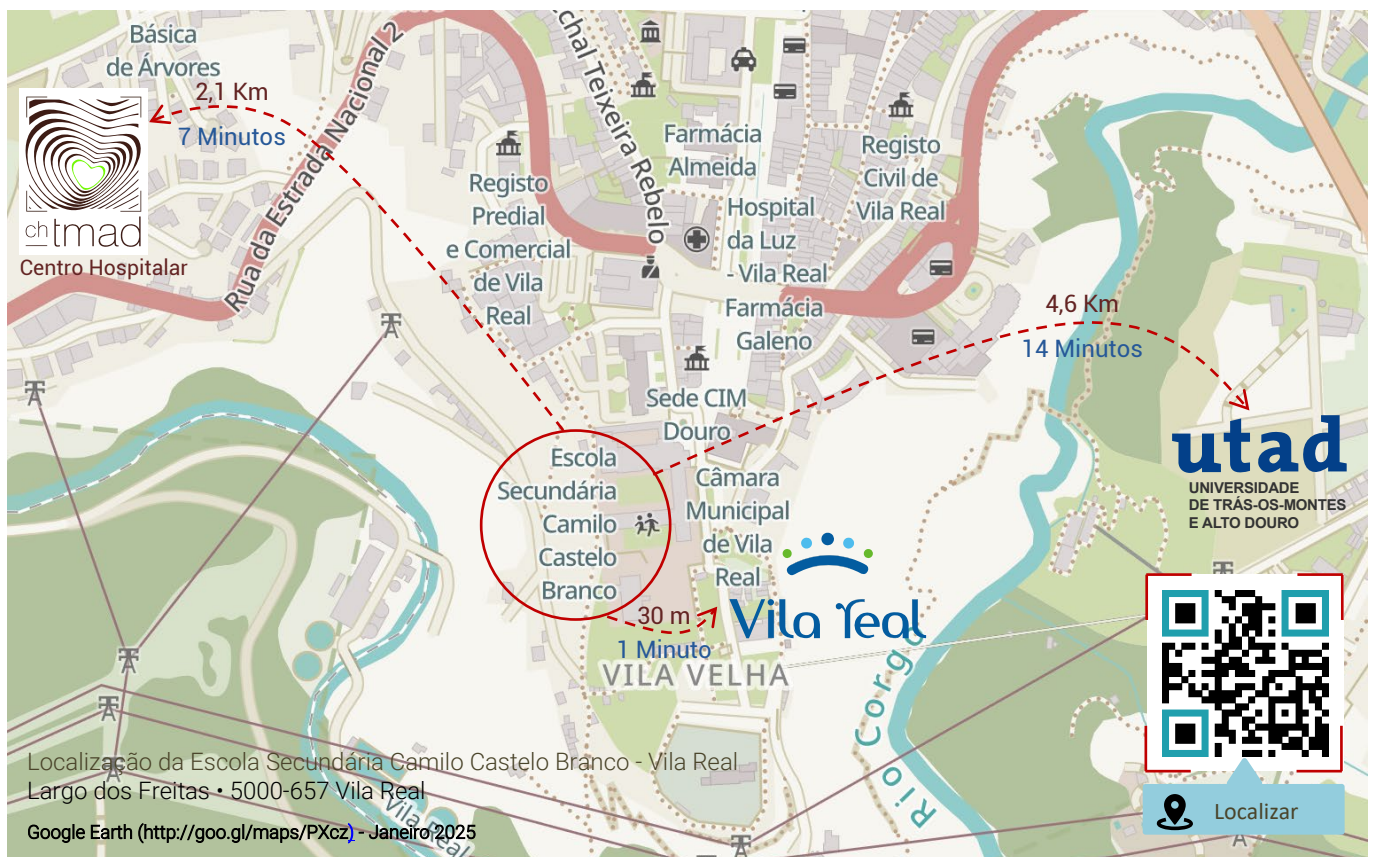 Básica
de Árvores
2,1 Km
7 Minutos
ch tmad
Centro Hospitalar
Rua da Estrada Nacional 2
chal Teixeira Rebelo
Registo
Predial
e Comercial
de Vila
Real
Farmácia
Almeida
Registo
Civil de
Vila Real
Hospital
da Luz
- Vila Real
Farmácia
Galeno
4,6 Km
14 Minutos
Sede CIM
Douro
utad
UNIVERSIDADE
DE TRÁS-OS-MONTES
E ALTO DOURO
Escola
Secundária
Camilo
Castelo
Branco
Câmara
Municipal
de Vila
Real
Vila real
30 m
1 Minuto
VILA VELHA
Rio Corgo
Localização da Escola Secundária Camilo Castelo Branco - Vila Real
Largo dos Freitas • 5000-657 Vila Real
Vila Real
Google Earth (http://goo.gl/maps/PXcz) - Janeiro 2025
Localizar